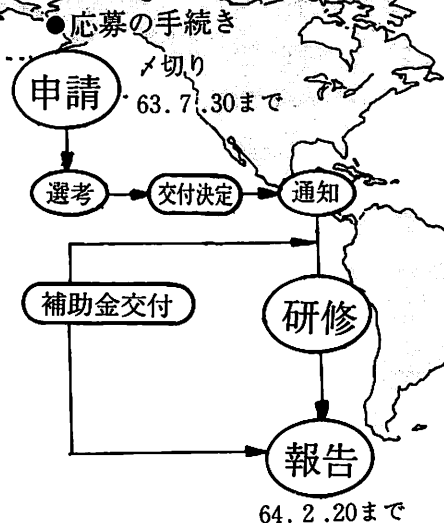 ●応募の手続き
申請
〆切り
63.7.30まで
選考
交付決定
通知
補助金交付
研修
報告
64.2.20まで